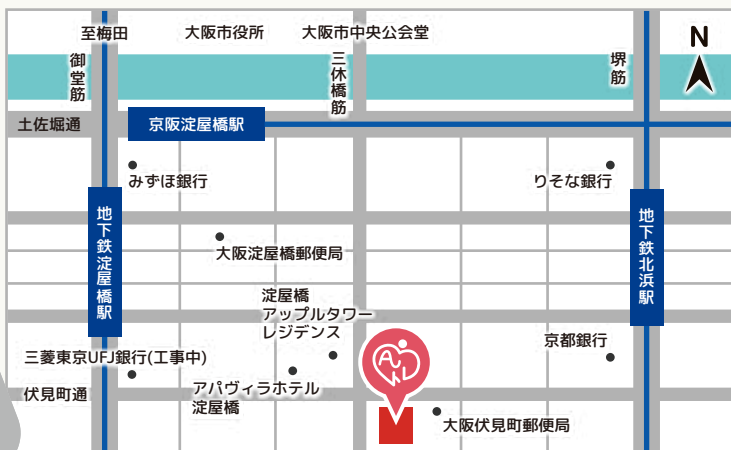 至梅田
大阪市役所
大阪市中央公会堂
N
御堂筋
三休橋筋
堺筋
土佐堀通
京阪淀屋橋駅
みずほ銀行
りそな銀行
地下鉄淀屋橋駅
地下鉄北浜駅
大阪淀屋橋郵便局
淀屋橋
アップルタワー
レジデンス
京都銀行
三菱東京UFJ銀行(工事中)
アパヴィラホテル
淀屋橋
伏見町通
大阪伏見町郵便局